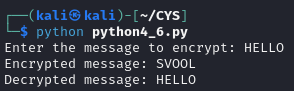 ┌──(kali㉿kali)-[~/CYS]
└─$ python python4_6.py
Enter the message to encrypt: HELLO
Encrypted message: SVOOL
Decrypted message: HELLO